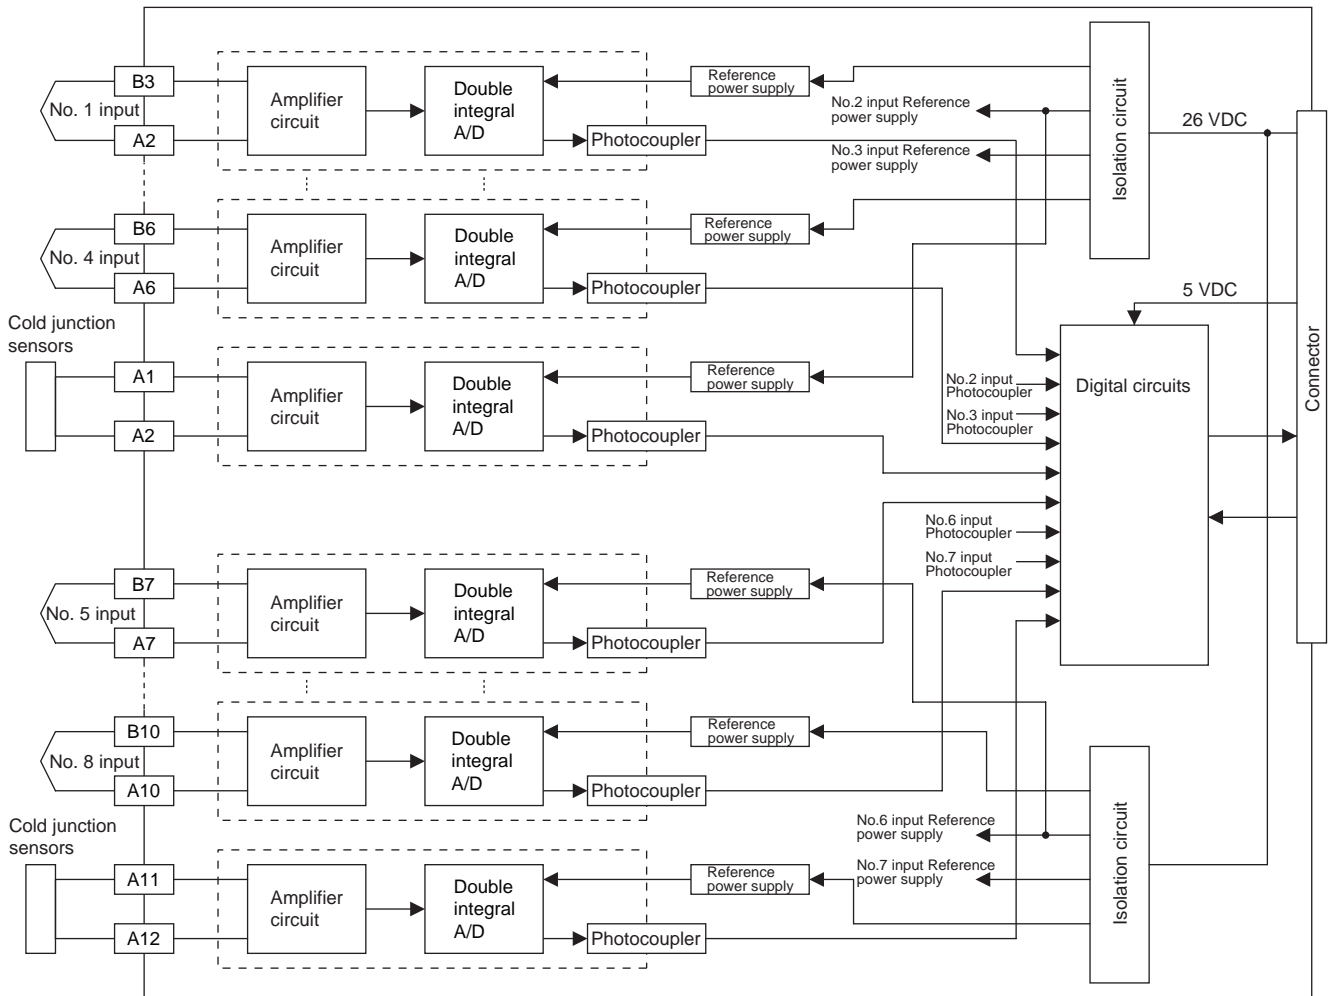 B3
No. 1 input
A2
Amplifier
circuit
Double
integral
A/D
Photocoupler
Reference
power supply
No.2 input Reference
power supply
No.3 input Reference
power supply
Isolation circuit
26 VDC
B6
No. 4 input
A6
Amplifier
circuit
Double
integral
A/D
Photocoupler
Reference
power supply
5 VDC
Connector
Cold junction
sensors
A1
A2
Amplifier
circuit
Double
integral
A/D
Photocoupler
Reference
power supply
No.2 input
Photocoupler
No.3 input
Photocoupler
Digital circuits
No.6 input
Photocoupler
No.7 input
Photocoupler
B7
No. 5 input
A7
Amplifier
circuit
Double
integral
A/D
Photocoupler
Reference
power supply
B10
No. 8 input
A10
Amplifier
circuit
Double
integral
A/D
Photocoupler
Reference
power supply
No.6 input Reference
power supply
No.7 input Reference
power supply
Isolation circuit
Cold junction
sensors
A11
A12
Amplifier
circuit
Double
integral
A/D
Photocoupler
Reference
power supply